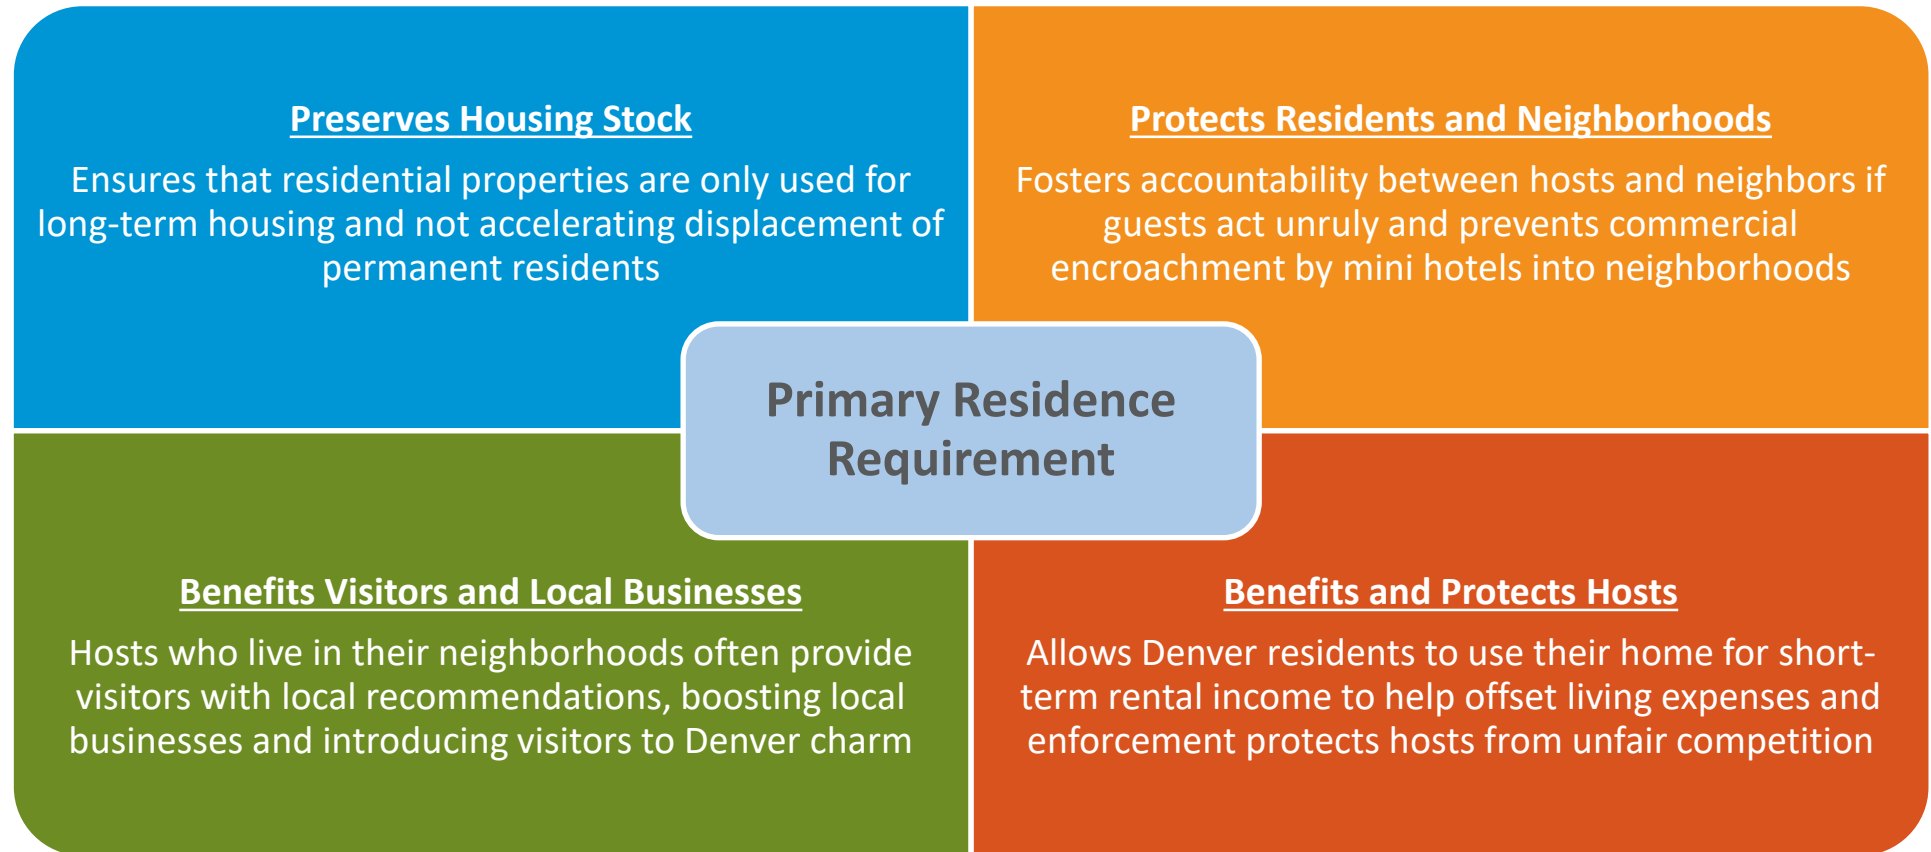 Preserves Housing Stock
Ensures that residential properties are only used for
long-term housing and not accelerating displacement of
permanent residents
Protects Residents and Neighborhoods
Fosters accountability between hosts and neighbors if
guests act unruly and prevents commercial
encroachment by mini hotels into neighborhoods
Primary Residence
Requirement
Benefits Visitors and Local Businesses
Hosts who live in their neighborhoods often provide
visitors with local recommendations, boosting local
businesses and introducing visitors to Denver charm
Benefits and Protects Hosts
Allows Denver residents to use their home for short-
term rental income to help offset living expenses and
enforcement protects hosts from unfair competition